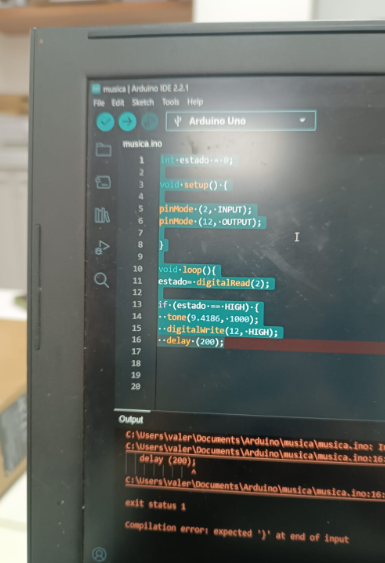 musica | Arduino IDE 2.2.1
File Edit Sketch Tools Help
Arduino Uno
musica.ino
1 int estado = 0;
2
3 void setup() {
4
5 pinMode (2, INPUT);
6 pinMode (12, OUTPUT);
7
8 }
9
10 void loop(){
11 estado= digitalRead(2);
12
13 if (estado == HIGH) {
14 tone(9.4186, 1000);
15 digitalWrite(12, HIGH);
16 delay (200);
17
18
19
20
Output
C:\Users\valer\Documents\Arduino\musica\musica.ino: In
C:\Users\valer\Documents\Arduino\musica\musica.ino:16:
delay (200);
^
C:\Users\valer\Documents\Arduino\musica\musica.ino:16:
exit status 1
Compilation error: expected '}' at end of input